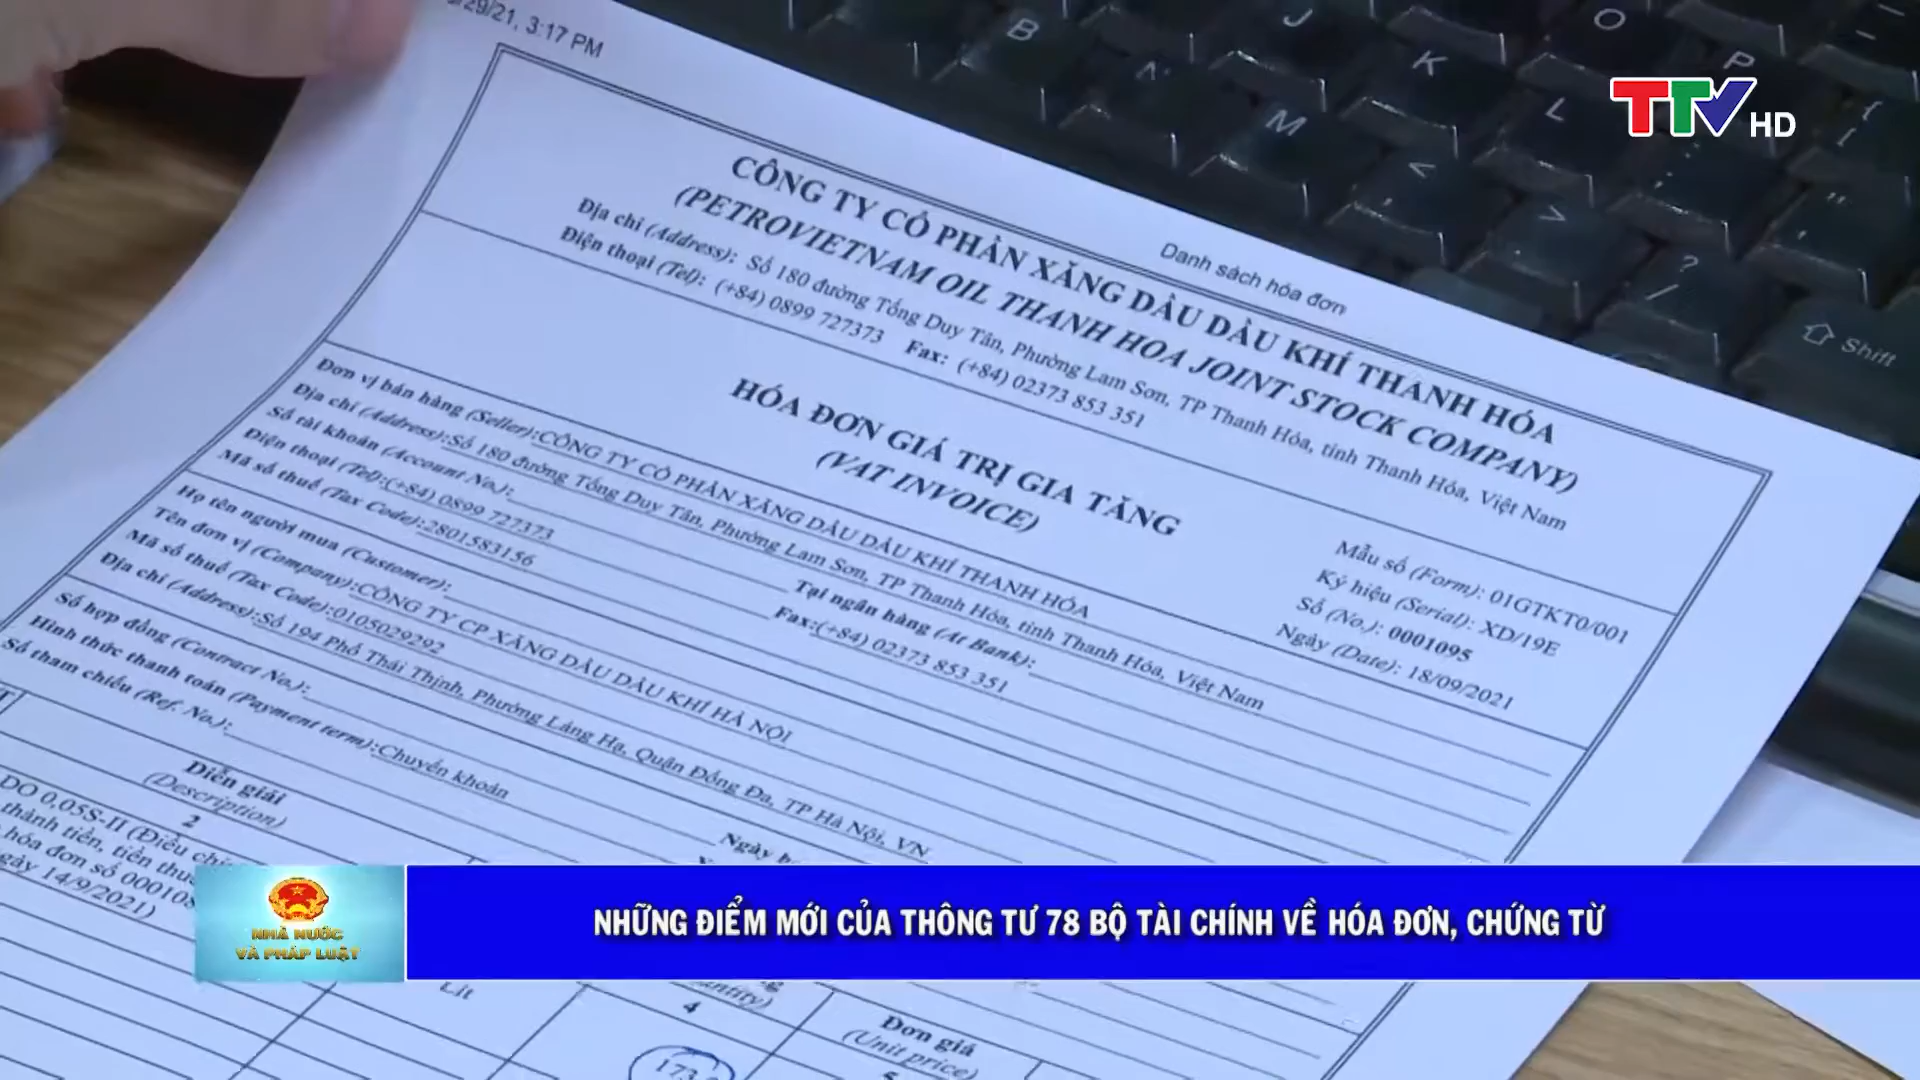 /29/21, 3:17 PM
Danh sách hóa đơn
TTV HD
CÔNG TY CỔ PHẦN XĂNG DẦU DẦU KHÍ THANH HÓA
(PETROVIETNAM OIL THANH HOA JOINT STOCK COMPANY)
Địa chỉ (Address): Số 180 đường Tống Duy Tân, Phường Lam Sơn, TP Thanh Hóa, tỉnh Thanh Hóa, Việt Nam
Điện thoại (Tel): (+84) 0899 727373 Fax: (+84) 02373 853 351
HÓA ĐƠN GIÁ TRỊ GIA TĂNG
(VAT INVOICE)
Mẫu số (Form): 01GTKT0/001
Ký hiệu (Serial): XD/19E
Số (No.): 0001095
Ngày (Date): 18/09/2021
Đơn vị bán hàng (Seller): CÔNG TY CỔ PHẦN XĂNG DẦU DẦU KHÍ THANH HÓA
Địa chỉ (Address): Số 180 đường Tống Duy Tân, Phường Lam Sơn, TP Thanh Hóa, tỉnh Thanh Hóa, Việt Nam
Số tài khoản (Account No.): Tại ngân hàng (At Bank):
Điện thoại (Tel): (+84) 0899 727373 Fax: (+84) 02373 853 351
Mã số thuế (Tax Code): 2801583156
Họ tên người mua (Customer):
Tên đơn vị (Company): CÔNG TY CP XĂNG DẦU DẦU KHÍ HÀ NỘI
Mã số thuế (Tax Code): 0105029292
Địa chỉ (Address): Số 194 Phố Thái Thịnh, Phường Láng Hạ, Quận Đống Đa, TP Hà Nội, VN
Số hợp đồng (Contract No.): Ngày
Hình thức thanh toán (Payment term): Chuyển khoản
Số tham chiếu (Ref. No.):
Diễn giải
(Description)
2
DO 0,05S-II (Điều
thành tiền, tiền
hóa đơn số
14/9/2021)
Lít
4
Đơn giá
(Unit price)
5
NHÀ NƯỚC
VÀ PHÁP LUẬT
NHỮNG ĐIỂM MỚI CỦA THÔNG TƯ 78 BỘ TÀI CHÍNH VỀ HÓA ĐƠN, CHỨNG TỪ
B
J
O
K
P
M
L
Shift